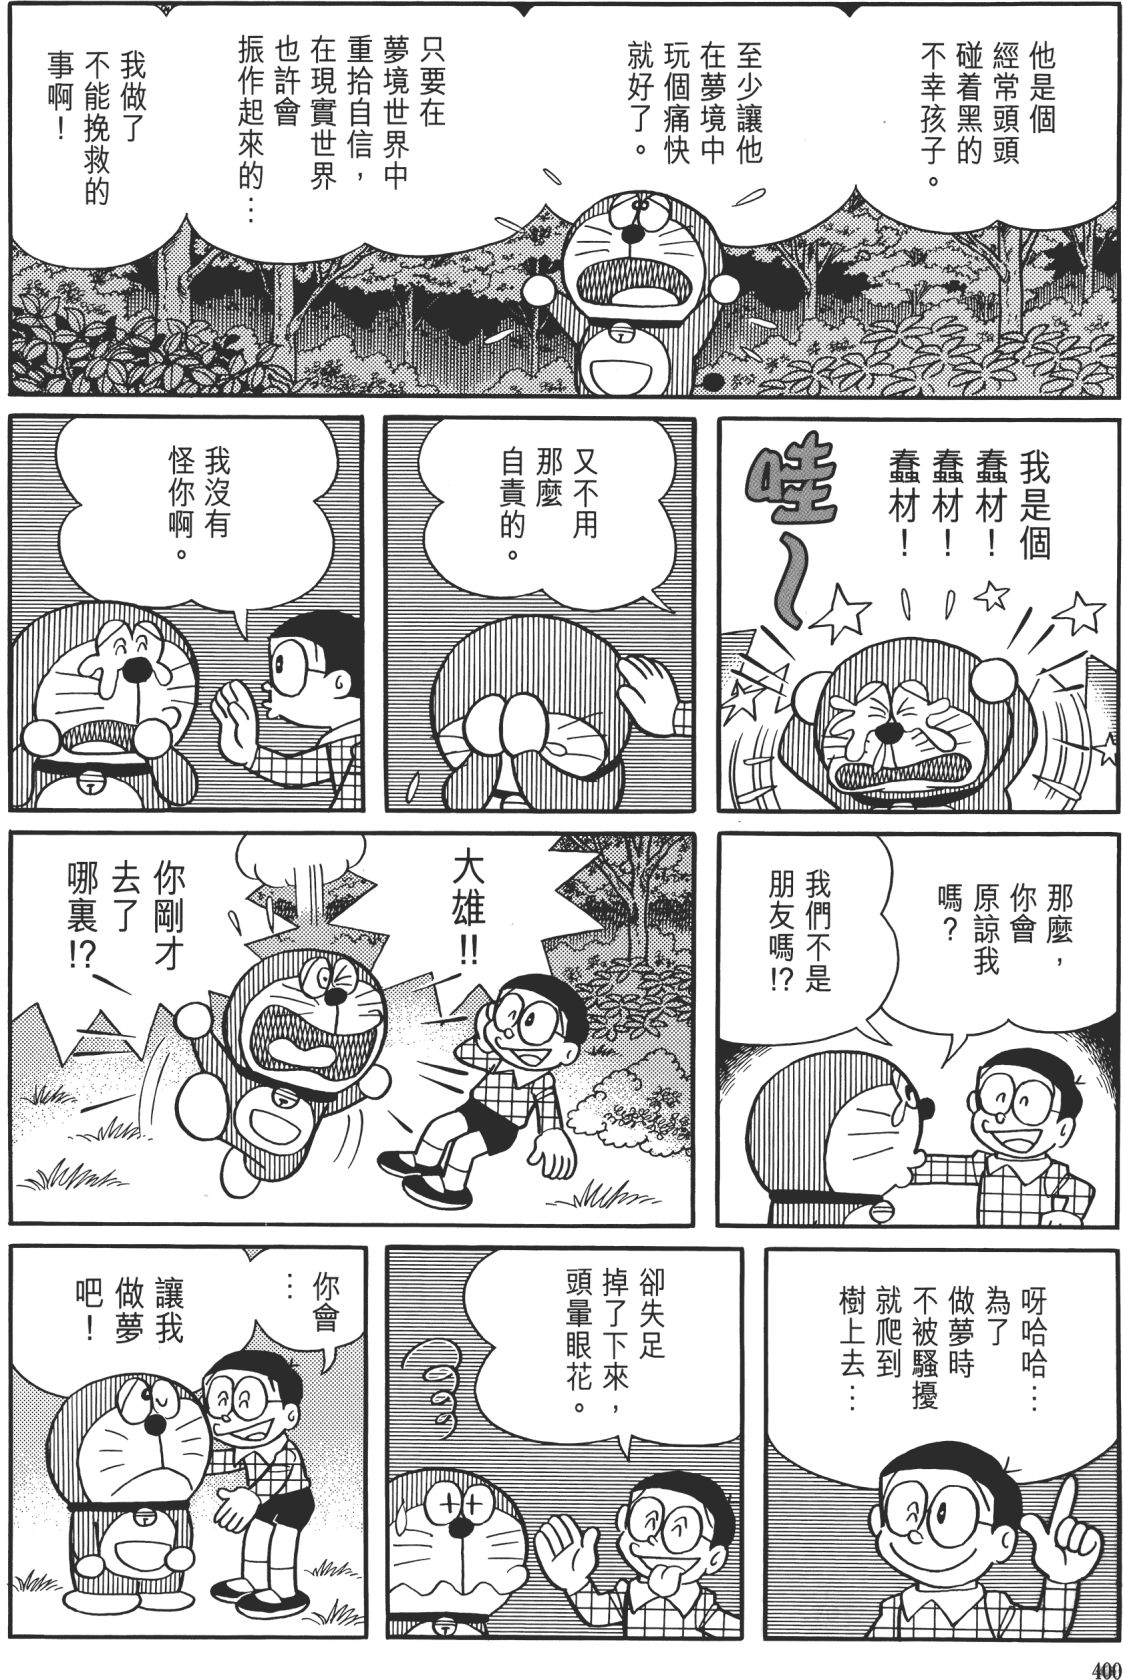 他是個
經常頭頭
碰着黑的
不幸孩子。
至少讓他
在夢境中
玩個痛快
就好了。
只要在
夢境世界中
重拾自信，
在現實世界
也許會
振作起來的…
我做了
不能挽救的
事啊！
我是個
蠢材！
蠢材！
蠢材！
哇～
又不用
那麼
自責的。
我沒有
怪你啊。
那麼，
你會
原諒我
嗎？
我們不是
朋友嗎!?
大雄!!
你剛才
去了
哪裏!?
呀哈哈…
為了
做夢時
不被騷擾
就爬到
樹上去…
卻失足
掉了下來，
頭暈眼花。
你會
…
讓我
做夢
吧！
400